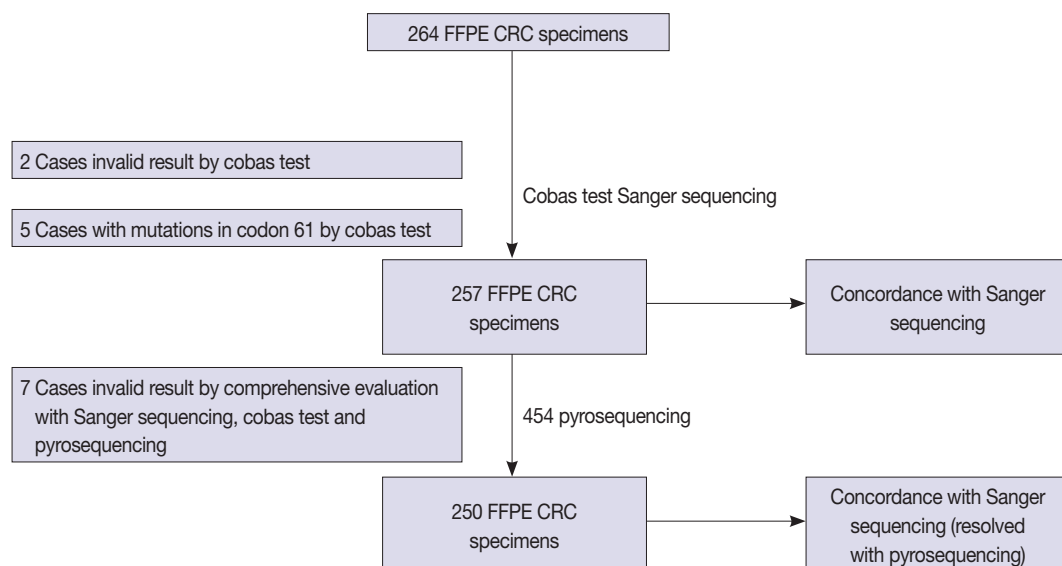 264 FFPE CRC specimens
2 Cases invalid result by cobas test
Cobas test Sanger sequencing
5 Cases with mutations in codon 61 by cobas test
257 FFPE CRC
specimens
Concordance with Sanger
sequencing
7 Cases invalid result by comprehensive evaluation
with Sanger sequencing, cobas test and
pyrosequencing
454 pyrosequencing
250 FFPE CRC
specimens
Concordance with Sanger
sequencing (resolved
with pyrosequencing)